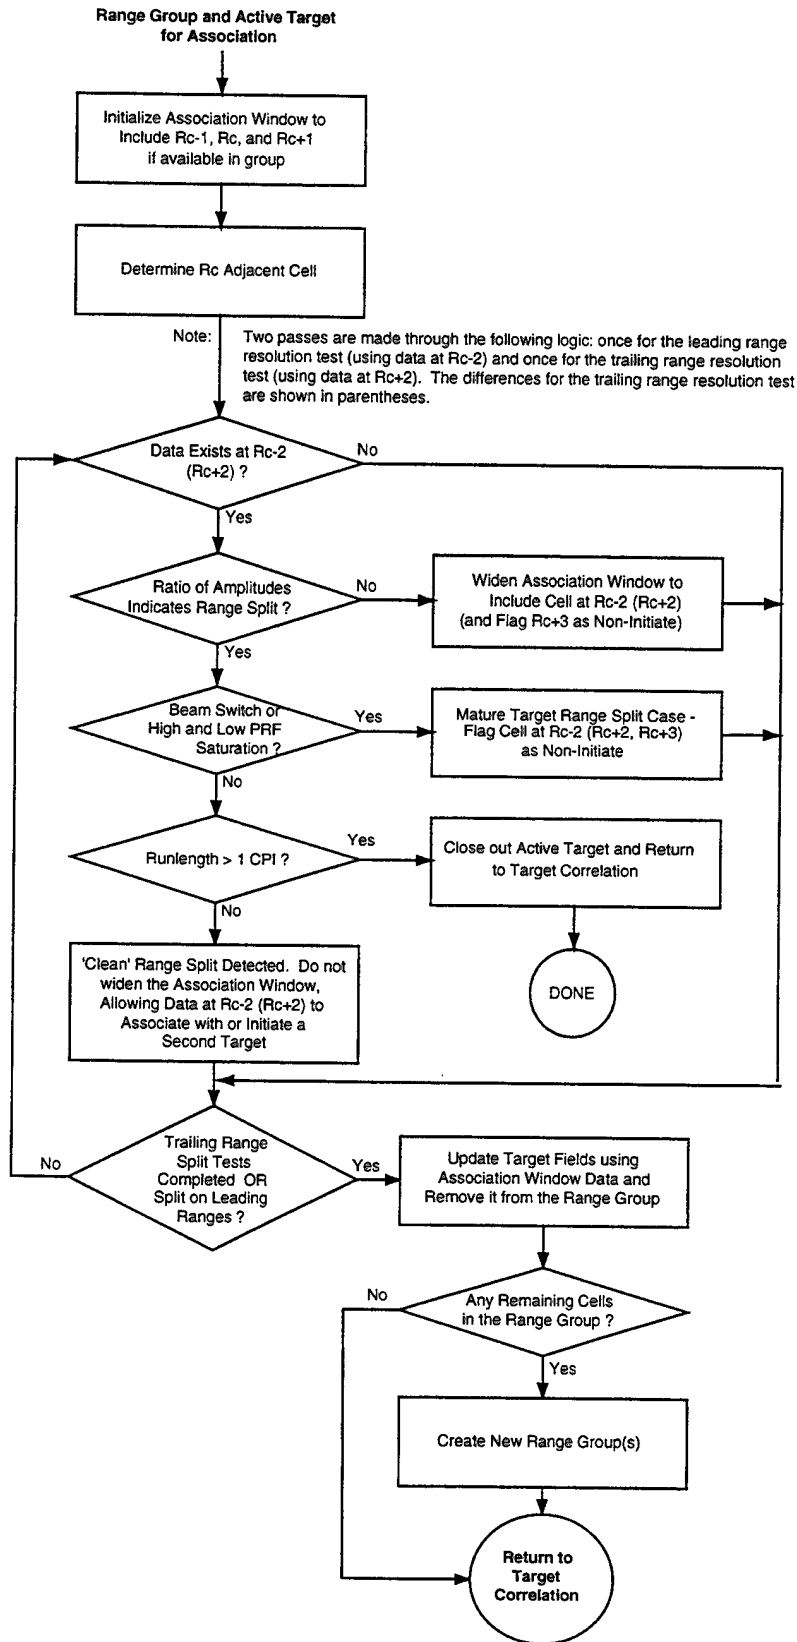 Range Group and Active Target
for Association
Initialize Association Window to
Include Rc-1, Rc, and Rc+1
if available in group
Determine Rc Adjacent Cell
Note:
Two passes are made through the following logic: once for the leading range
resolution test (using data at Rc-2) and once for the trailing range resolution
test (using data at Rc+2). The differences for the trailing range resolution test
are shown in parentheses.
Data Exists at Rc-2
(Rc+2) ?
No
Yes
Ratio of Amplitudes
Indicates Range Split ?
No
Widen Association Window to
Include Cell at Rc-2 (Rc+2)
(and Flag Rc+3 as Non-Initiate)
Yes
Beam Switch or
High and Low PRF
Saturation ?
Yes
Mature Target Range Split Case -
Flag Cell at Rc-2 (Rc+2, Rc+3)
as Non-Initiate
No
Runlength > 1 CPI ?
Yes
Close out Active Target and Return
to Target Correlation
No
DONE
'Clean' Range Split Detected. Do not
widen the Association Window,
Allowing Data at Rc-2 (Rc+2) to
Associate with or Initiate a
Second Target
Trailing Range
Split Tests
Completed OR
Split on Leading
Ranges ?
No
Yes
Update Target Fields using
Association Window Data and
Remove it from the Range Group
Any Remaining Cells
in the Range Group ?
No
Yes
Create New Range Group(s)
Return to
Target
Correlation